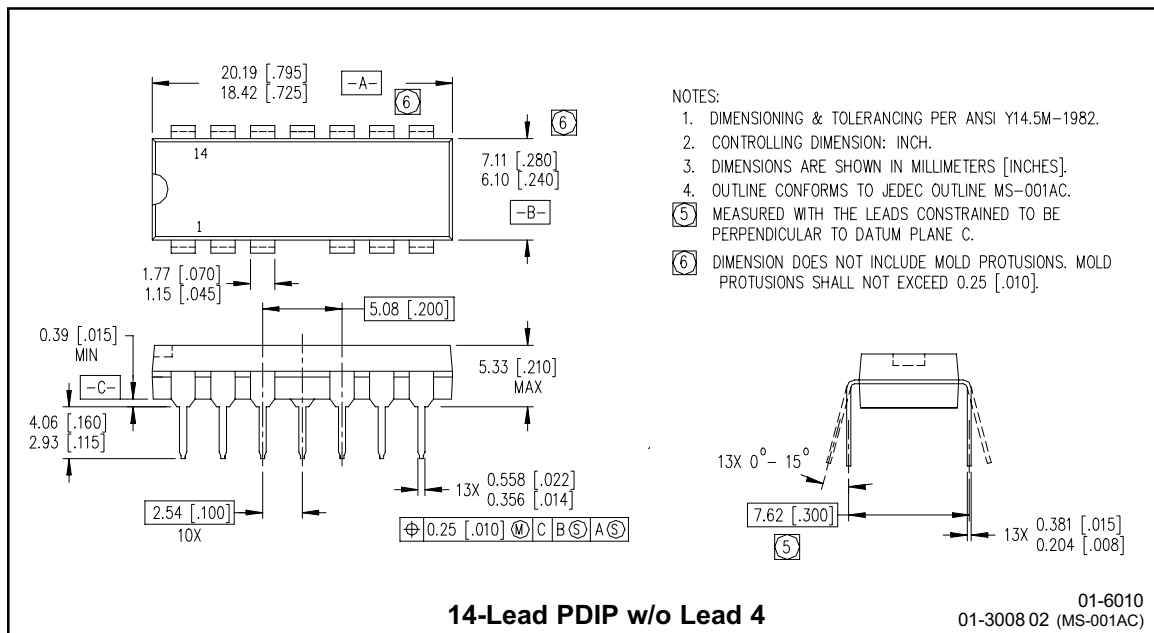 20.19 [.795]
18.42 [.725]
-A-
6
6
14
1
7.11 [.280]
6.10 [.240]
-B-
1.77 [.070]
1.15 [.045]
5.08 [.200]
0.39 [.015]
MIN
-C-
5.33 [.210]
MAX
4.06 [.160]
2.93 [.115]
13X 0.558 [.022]
0.356 [.014]
2.54 [.100]
10X
⌖ 0.25 [.010] Ⓜ C B Ⓢ A Ⓢ
NOTES:
1. DIMENSIONING & TOLERANCING PER ANSI Y14.5M-1982.
2. CONTROLLING DIMENSION: INCH.
3. DIMENSIONS ARE SHOWN IN MILLIMETERS [INCHES].
4. OUTLINE CONFORMS TO JEDEC OUTLINE MS-001AC.
5 MEASURED WITH THE LEADS CONSTRAINED TO BE
PERPENDICULAR TO DATUM PLANE C.
6 DIMENSION DOES NOT INCLUDE MOLD PROTUSIONS. MOLD
PROTUSIONS SHALL NOT EXCEED 0.25 [.010].
13X 0°- 15°
7.62 [.300]
5
13X 0.381 [.015]
0.204 [.008]
14-Lead PDIP w/o Lead 4
01-6010
01-3008 02 (MS-001AC)